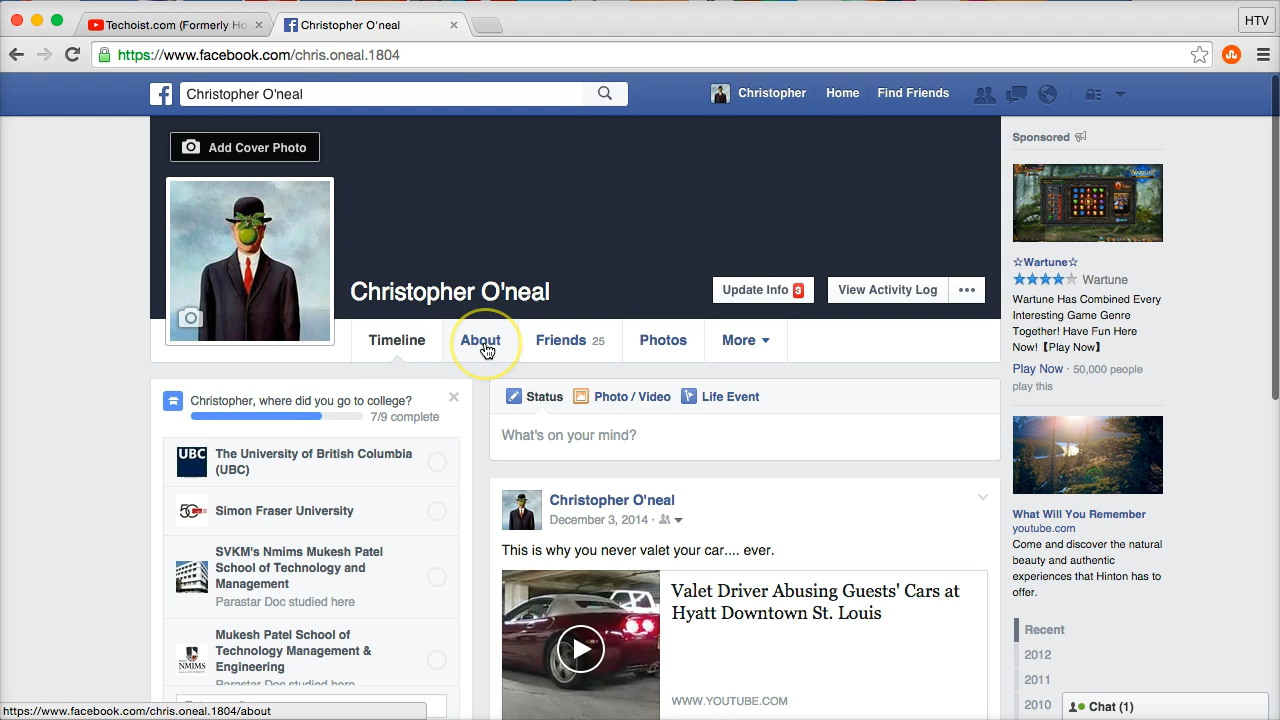 Techoist.com (Formerly Ho
Christopher O'neal
HTV
https://www.facebook.com/chris.oneal.1804
Christopher O'neal
Christopher
Home
Find Friends
Add Cover Photo
Christopher O'neal
Update Info 3
View Activity Log
Timeline
About
Friends 25
Photos
More
Christopher, where did you go to college?
7/9 complete
UBC
The University of British Columbia
(UBC)
Simon Fraser University
SVKM's Nmims Mukesh Patel
School of Technology and
Management
Parastar Doc studied here
NMIMS
Mukesh Patel School of
Technology Management &
Engineering
Parastar Doc studied here
Status
Photo / Video
Life Event
What's on your mind?
Christopher O'neal
December 3, 2014 ·
This is why you never valet your car.... ever.
Valet Driver Abusing Guests' Cars at
Hyatt Downtown St. Louis
WWW.YOUTUBE.COM
Sponsored
☆Wartune☆
Wartune
Wartune Has Combined Every
Interesting Game Genre
Together! Have Fun Here
Now!【Play Now】
Play Now · 50,000 people
play this
What Will You Remember
youtube.com
Come and discover the natural
beauty and authentic
experiences that Hinton has to
offer.
Recent
2012
2011
2010
Chat (1)
https://www.facebook.com/chris.oneal.1804/about